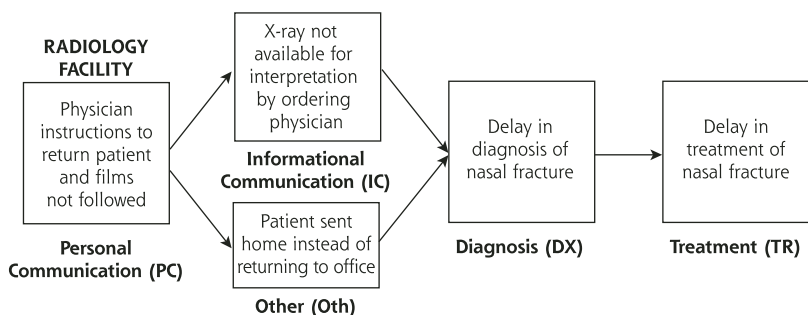 RADIOLOGY
FACILITY
Physician
instructions to
return patient
and films
not followed
Personal
Communication (PC)
X-ray not
available for
interpretation
by ordering
physician
Informational
Communication (IC)
Patient sent
home instead of
returning to office
Other (Oth)
Delay in
diagnosis of
nasal fracture
Diagnosis (DX)
Delay in
treatment of
nasal fracture
Treatment (TR)